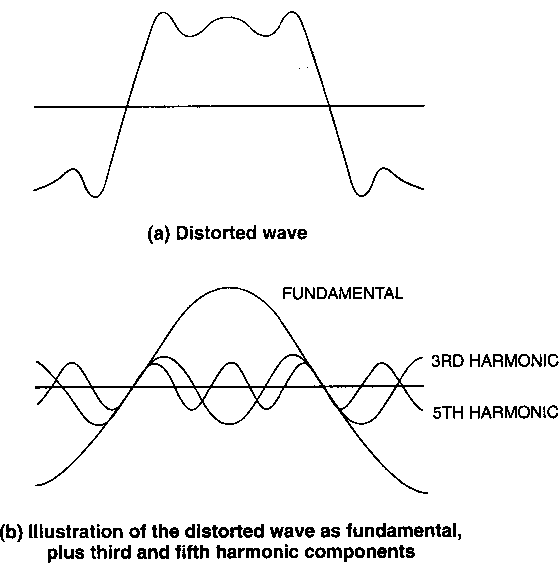 (a) Distorted wave
FUNDAMENTAL
3RD HARMONIC
5TH HARMONIC
(b) Illustration of the distorted wave as fundamental,
plus third and fifth harmonic components